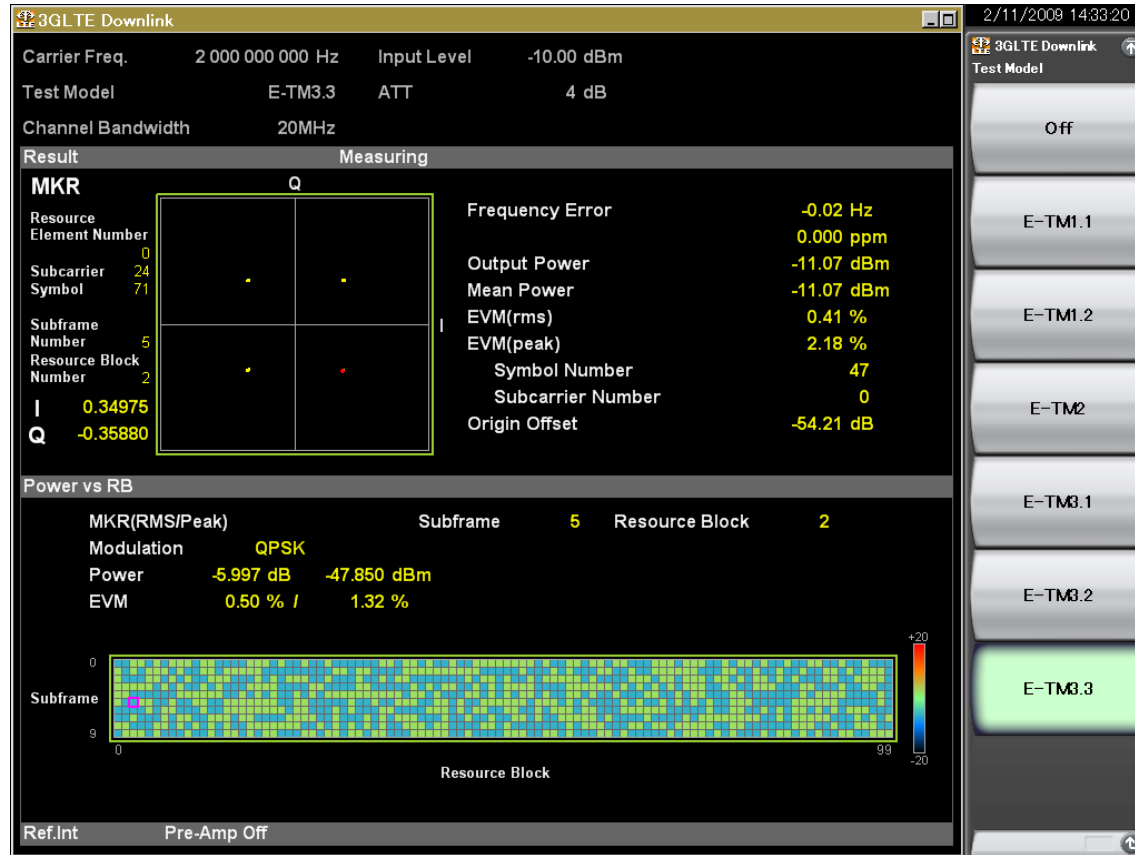 3GLTE Downlink
2/11/2009 14:33:20
Carrier Freq. 2 000 000 000 Hz Input Level -10.00 dBm
Test Model E-TM3.3 ATT 4 dB
Channel Bandwidth 20MHz
Result Measuring
MKR
Resource
Element Number
0
Subcarrier 24
Symbol 71
Subframe
Number 5
Resource Block
Number 2
I 0.34975
Q -0.35880
Q
I
Frequency Error -0.02 Hz
0.000 ppm
Output Power -11.07 dBm
Mean Power -11.07 dBm
EVM(rms) 0.41 %
EVM(peak) 2.18 %
Symbol Number 47
Subcarrier Number 0
Origin Offset -54.21 dB
Power vs RB
MKR(RMS/Peak) Subframe 5 Resource Block 2
Modulation QPSK
Power -5.997 dB -47.850 dBm
EVM 0.50 % / 1.32 %
+20
0
Subframe
9
0 99
-20
Resource Block
Ref.Int Pre-Amp Off
3GLTE Downlink
Test Model
Off
E-TM1.1
E-TM1.2
E-TM2
E-TM3.1
E-TM3.2
E-TM3.3